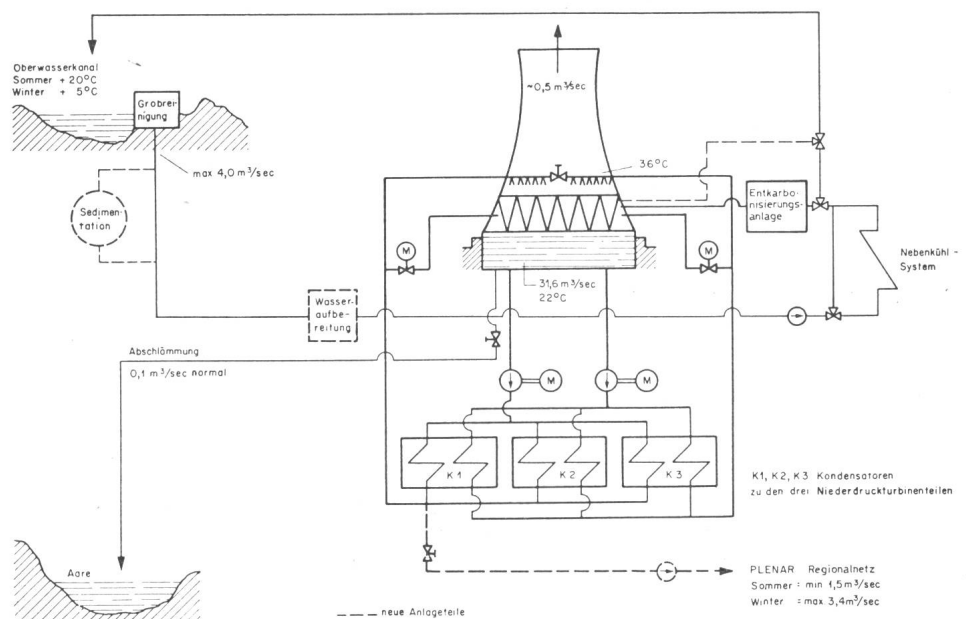 Oberwasserkanal
Sommer + 20°C
Winter + 5°C
Grobrei-
nigung
max 4,0 m³/sec
Sedimen-
tation
~0,5 m³/sec
36°C
Entkarbo-
nisierungs-
anlage
Nebenkühl-
System
M
M
31,6 m³/sec
22°C
Wasser-
aufbe-
reitung
Abschlämmung
0,1 m³/sec normal
M
M
K1
K2
K3
K1, K2, K3 Kondensatoren
zu den drei Niederdruckturbinenteilen
Aare
PLENAR Regionalnetz
Sommer = min 1,5 m³/sec
Winter = max 3,4 m³/sec
neue Anlageteile